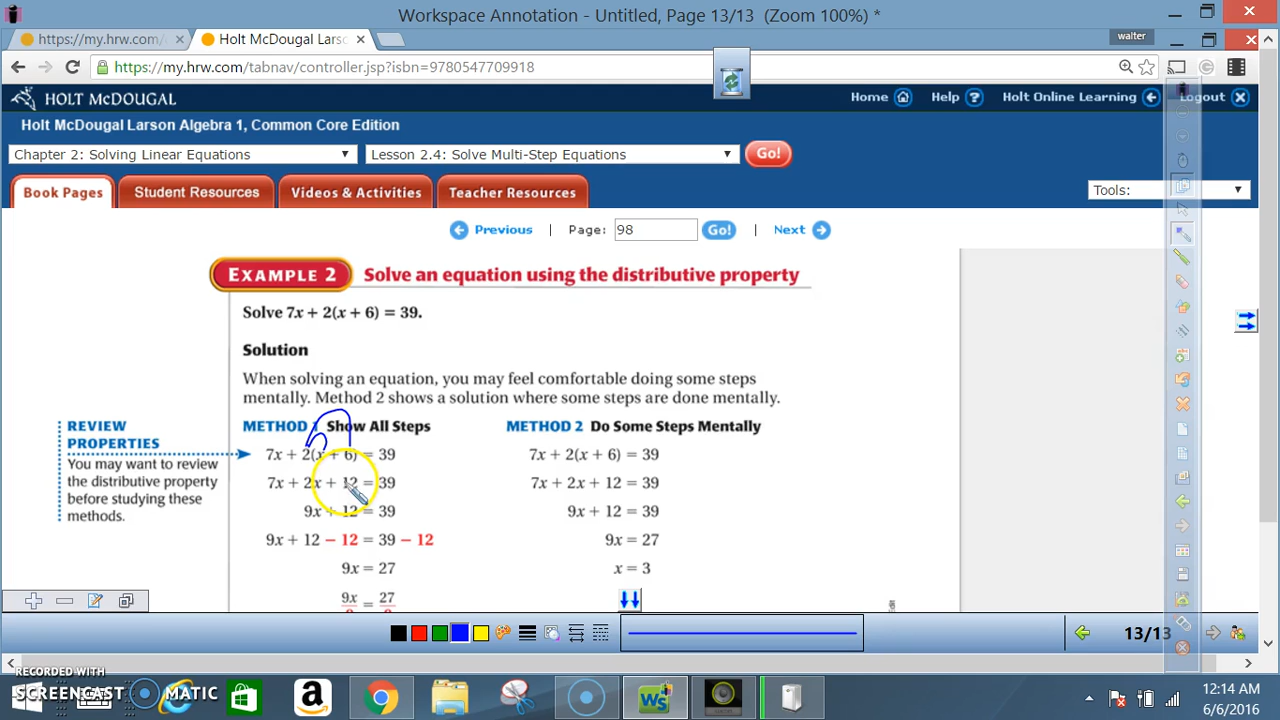 Workspace Annotation - Untitled, Page 13/13 (Zoom 100%) *
https://my.hrw.com/ × Holt McDougal Lars ×
walter
https://my.hrw.com/tabnav/controller.jsp?isbn=9780547709918
HOLT McDOUGAL
Home Help ? Holt Online Learning Logout
Holt McDougal Larson Algebra 1, Common Core Edition
Chapter 2: Solving Linear Equations
Lesson 2.4: Solve Multi-Step Equations
Go!
Book Pages Student Resources Videos & Activities Teacher Resources
Tools:
Previous | Page: 98 Go! | Next
EXAMPLE 2 Solve an equation using the distributive property
Solve 7x + 2(x + 6) = 39.
Solution
When solving an equation, you may feel comfortable doing some steps
mentally. Method 2 shows a solution where some steps are done mentally.
REVIEW
PROPERTIES
You may want to review
the distributive property
before studying these
methods.
METHOD 1 Show All Steps
7x + 2(x + 6) = 39
7x + 2x + 12 = 39
9x + 12 = 39
9x + 12 − 12 = 39 − 12
9x = 27
9x = 27
METHOD 2 Do Some Steps Mentally
7x + 2(x + 6) = 39
7x + 2x + 12 = 39
9x + 12 = 39
9x = 27
x = 3
13/13
RECORDED WITH
SCREENCAST MATIC
WS
12:14 AM
6/6/2016